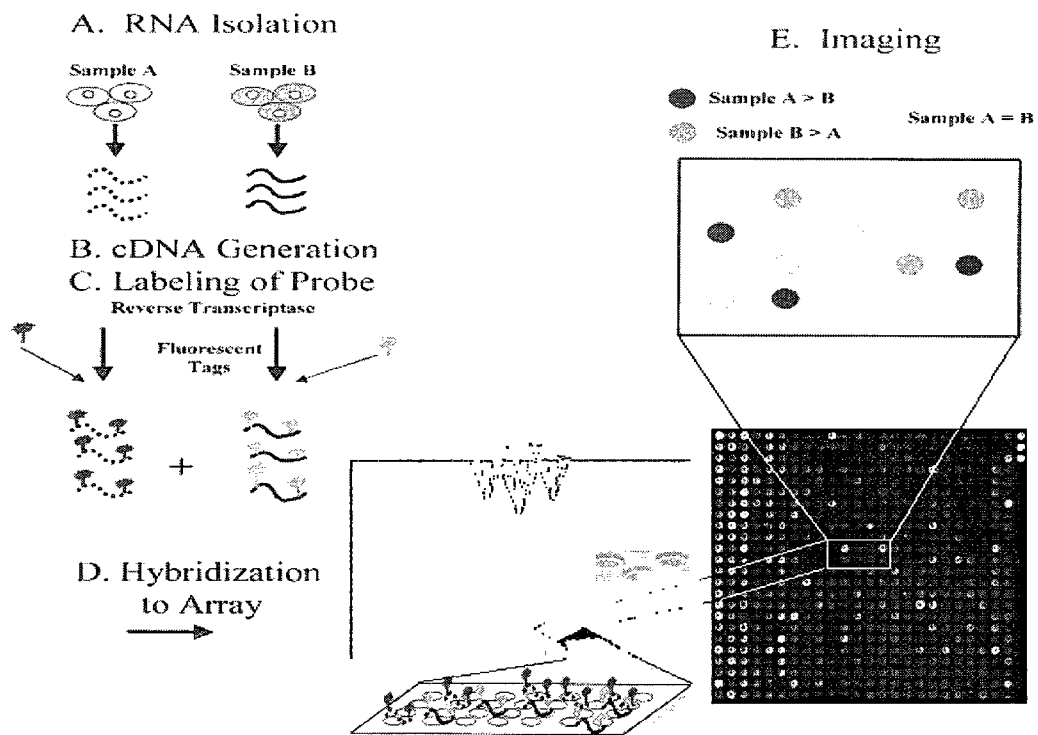 A. RNA Isolation
Sample A
Sample B
B. cDNA Generation
C. Labeling of Probe
Reverse Transcriptase
Fluorescent
Tags
+
D. Hybridization
to Array
E. Imaging
Sample A > B
Sample B > A
Sample A = B